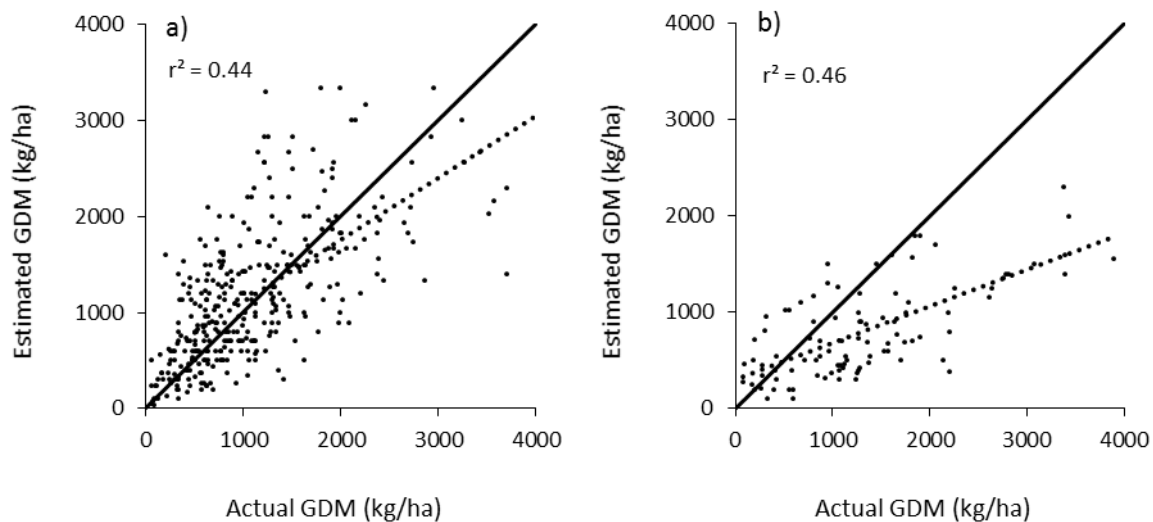 a)
r² = 0.44
Estimated GDM (kg/ha)
4000
3000
2000
1000
0
0 1000 2000 3000 4000
Actual GDM (kg/ha)
b)
r² = 0.46
Estimated GDM (kg/ha)
4000
3000
2000
1000
0
0 1000 2000 3000 4000
Actual GDM (kg/ha)